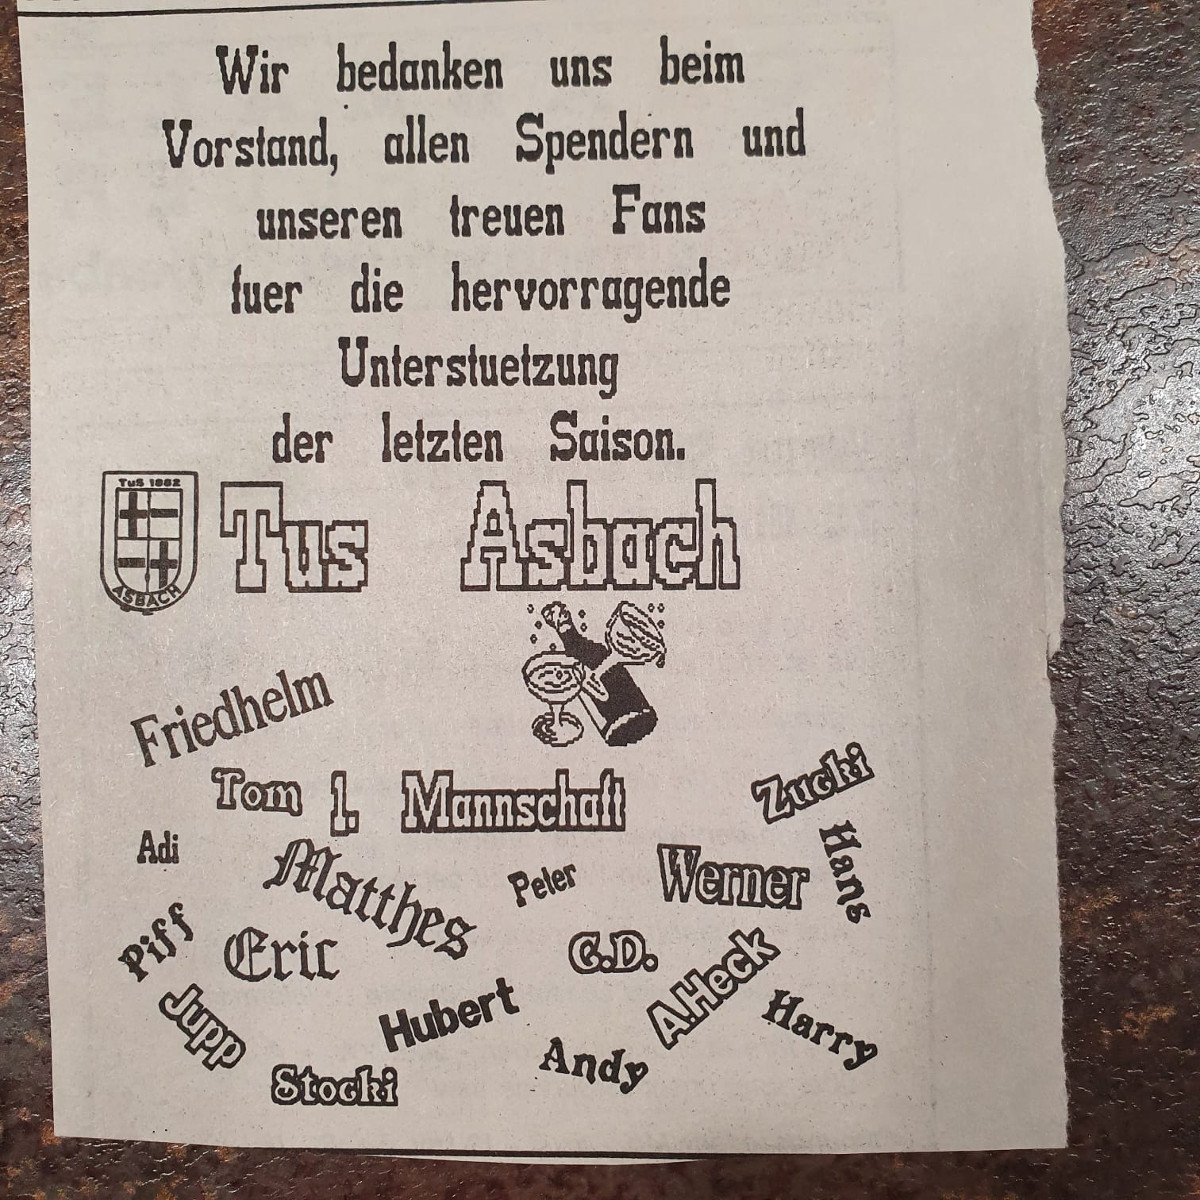 Wir bedanken uns beim
Vorstand, allen Spendern und
unseren treuen Fans
fuer die hervorragende
Unterstuetzung
der letzten Saison.
TuS 1882
ASBACH
Tus Asbach
Friedhelm
Tom
1. Mannschaft
Zucki
Adi
Matthes
Peter
Werner
Hans
Piff
Eric
C.D.
A.Heck
Jupp
Hubert
Harry
Andy
Stocki